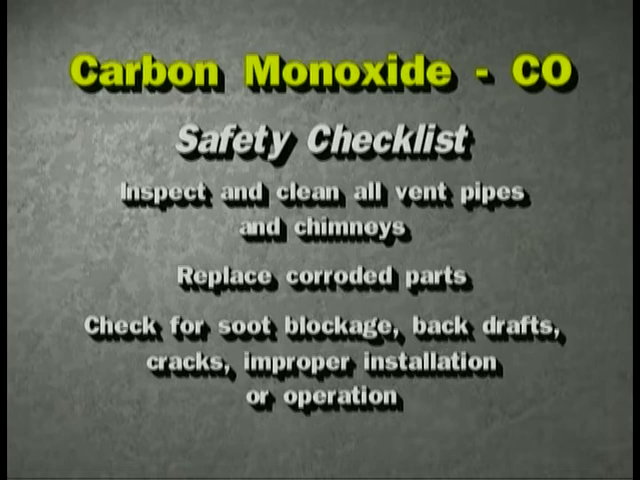 Carbon Monoxide - CO
Safety Checklist
Inspect and clean all vent pipes
and chimneys
Replace corroded parts
Check for soot blockage, back drafts,
cracks, improper installation
or operation